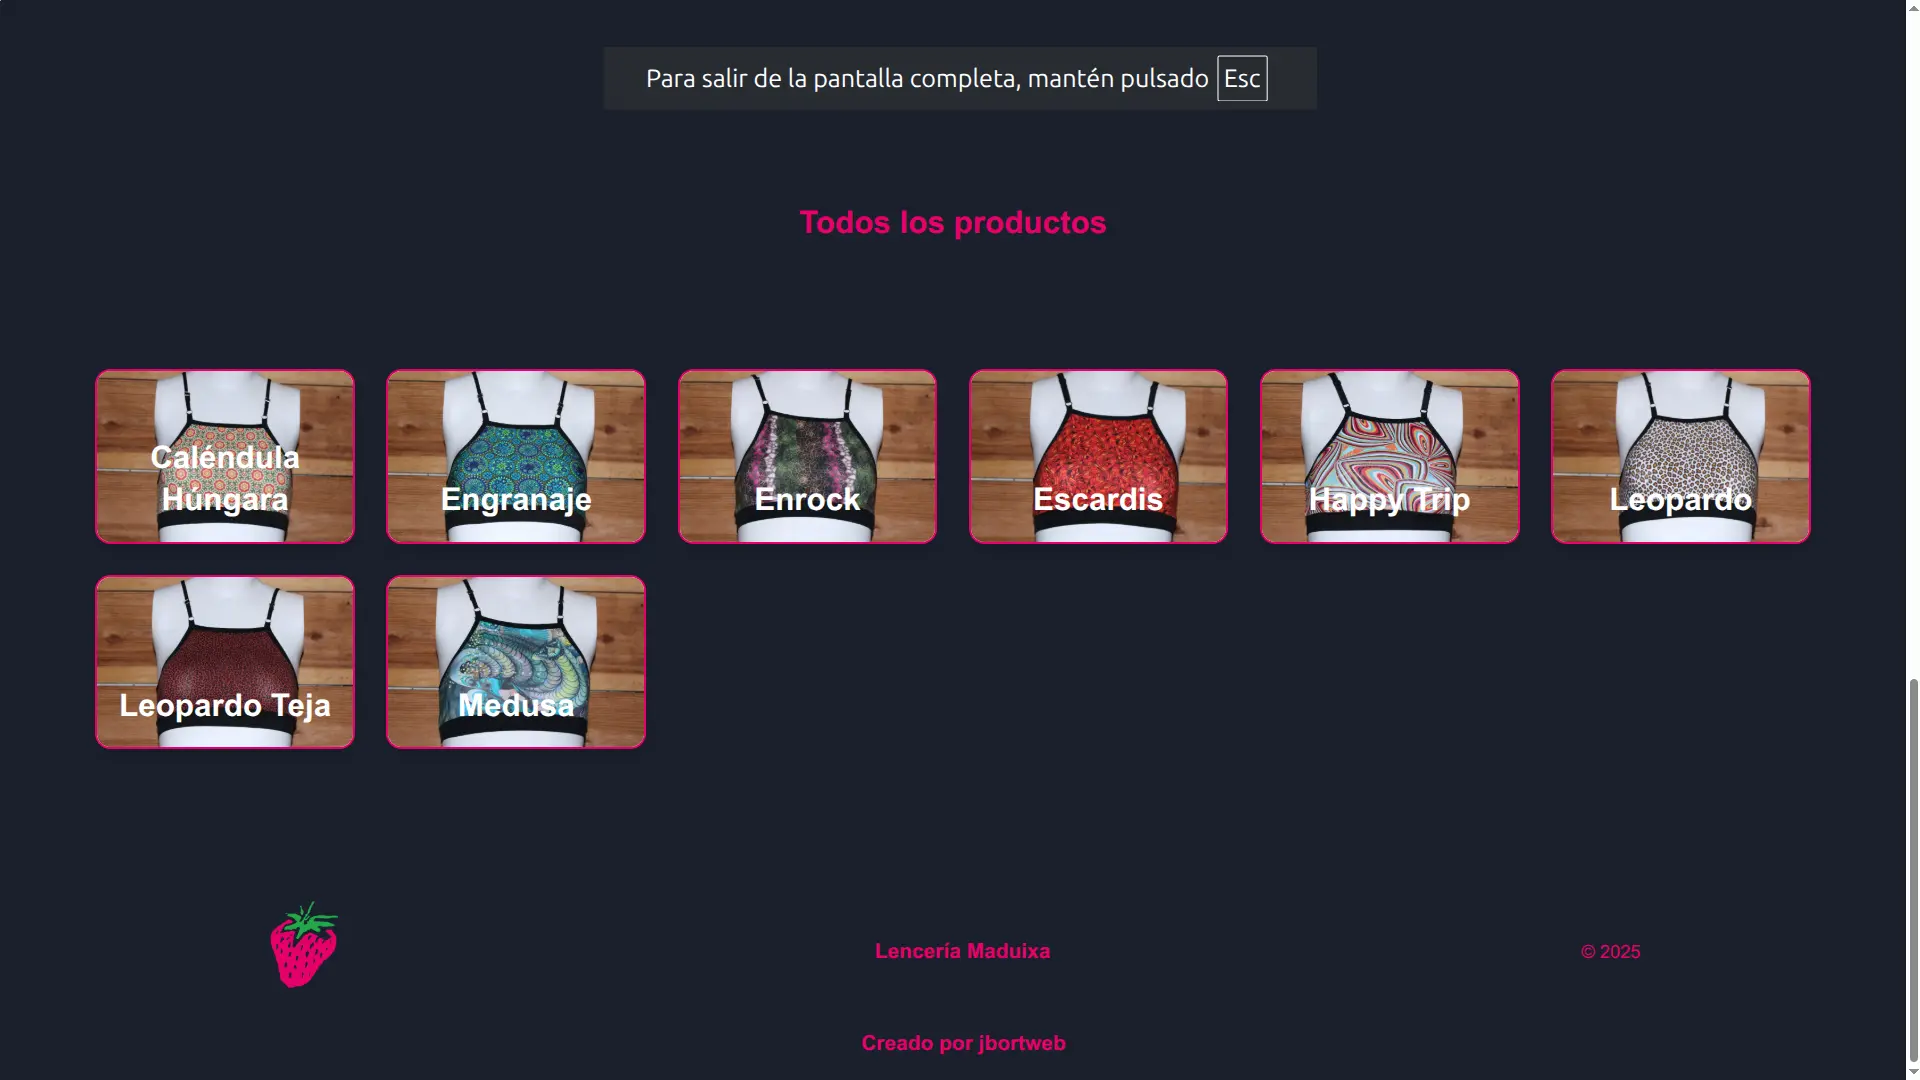 Para salir de la pantalla completa, mantén pulsado Esc
Todos los productos
Caléndula
Húngara
Engranaje
Enrock
Escardis
Happy Trip
Leopardo
Leopardo Teja
Medusa
Lencería Maduixa
© 2025
Creado por jbortweb